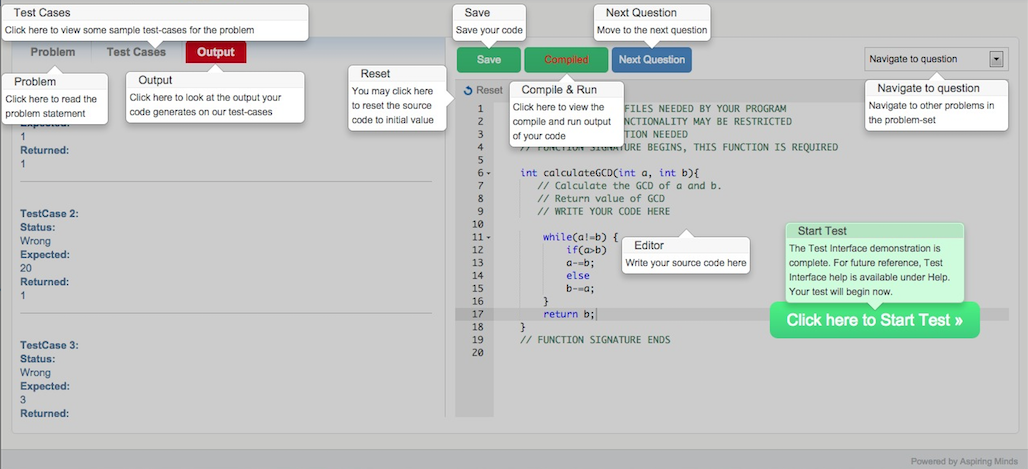 Test Cases
Click here to view some sample test-cases for the problem
Save
Save your code
Next Question
Move to the next question
Problem
Test Cases
Output
Save
Compiled
Next Question
Navigate to question
Problem
Click here to read the
problem statement
Output
Click here to look at the output your
code generates on our test-cases
Reset
You may click here
to reset the source
code to initial value
Reset
Compile & Run
Click here to view the
compile and run output
of your code
Navigate to question
Navigate to other problems in
the problem-set
Expected:
1
Returned:
1
TestCase 2:
Status:
Wrong
Expected:
20
Returned:
1
TestCase 3:
Status:
Wrong
Expected:
3
Returned:
1 FILES NEEDED BY YOUR PROGRAM
2 MAY BE RESTRICTED
3 NEEDED
4 // FUNCTION SIGNATURE BEGINS, THIS FUNCTION IS REQUIRED
5
6 int calculateGCD(int a, int b){
7 // Calculate the GCD of a and b.
8 // Return value of GCD
9 // WRITE YOUR CODE HERE
10
11 while(a!=b) {
12 if(a>b)
13 a-=b;
14 else
15 b-=a;
16 }
17 return b;
18 }
19 // FUNCTION SIGNATURE ENDS
20
Editor
Write your source code here
Start Test
The Test Interface demonstration is
complete. For future reference, Test
Interface help is available under Help.
Your test will begin now.
Click here to Start Test »
Powered by Aspiring Minds